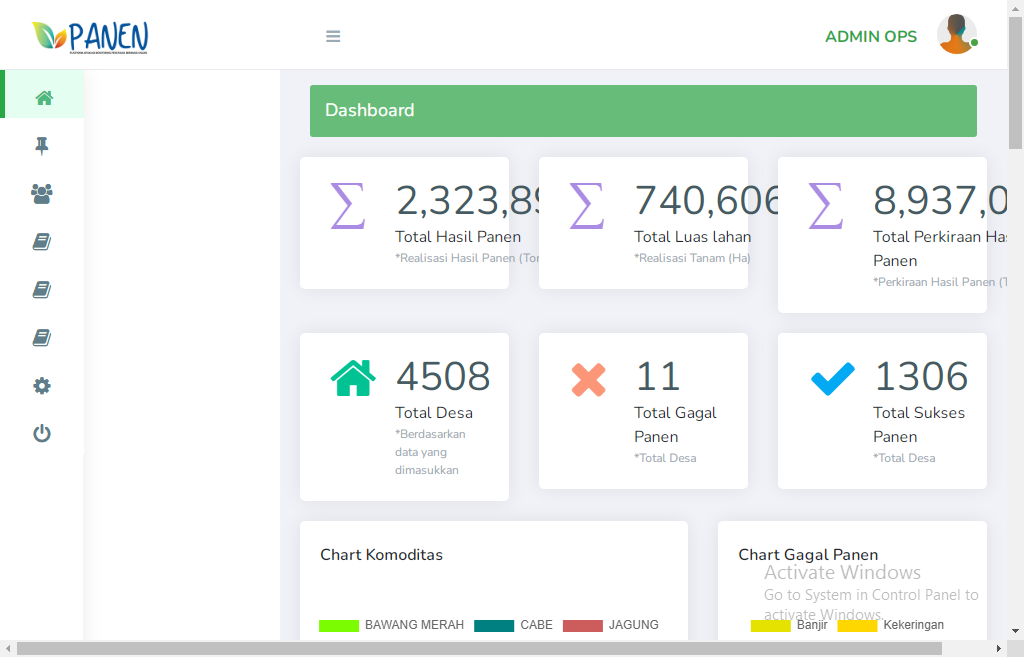 PANEN
ADMIN OPS
Dashboard
2,323,89
Total Hasil Panen
*Realisasi Hasil Panen (Ton
740,606
Total Luas lahan
*Realisasi Tanam (Ha)
8,937,0
Total Perkiraan Has
Panen
*Perkiraan Hasil Panen (T
4508
Total Desa
*Berdasarkan
data yang
dimasukkan
11
Total Gagal
Panen
*Total Desa
1306
Total Sukses
Panen
*Total Desa
Chart Komoditas
BAWANG MERAH CABE JAGUNG
Chart Gagal Panen
Activate Windows
Go to System in Control Panel to
activate Windows.
Banjir Kekeringan